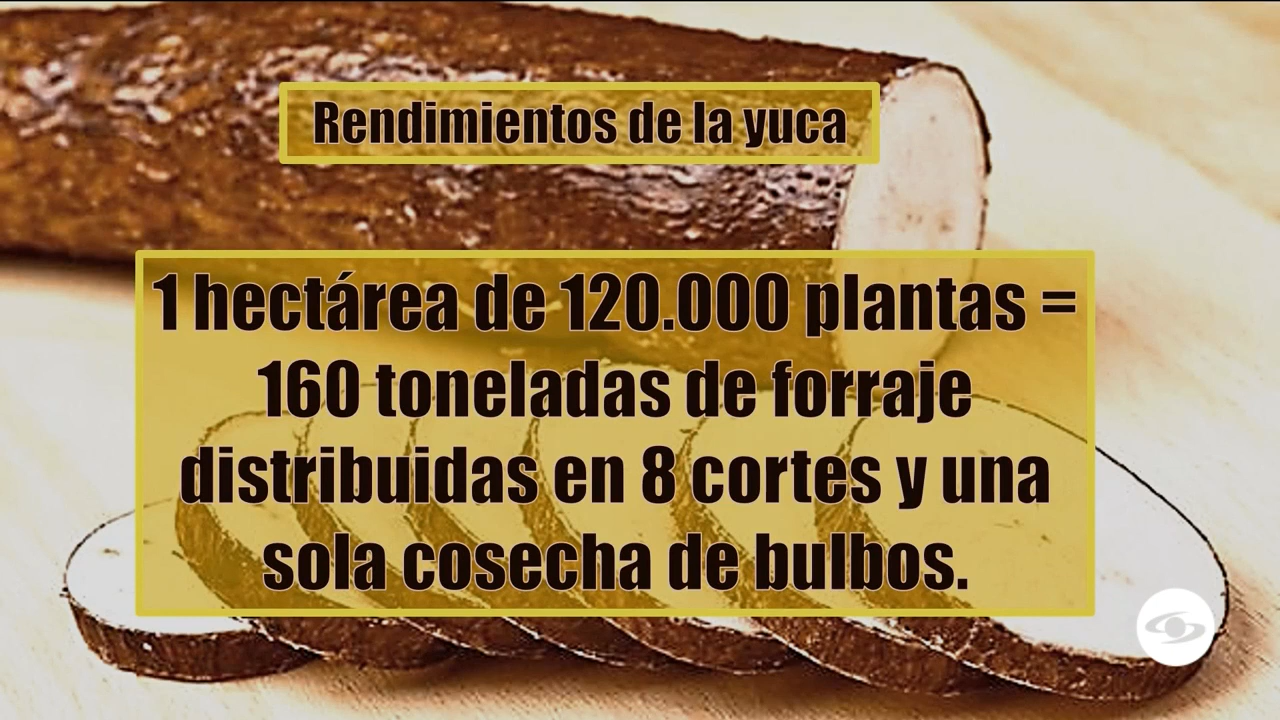 Rendimientos de la yuca
1 hectárea de 120.000 plantas =
160 toneladas de forraje
distribuidas en 8 cortes y una
sola cosecha de bulbos.